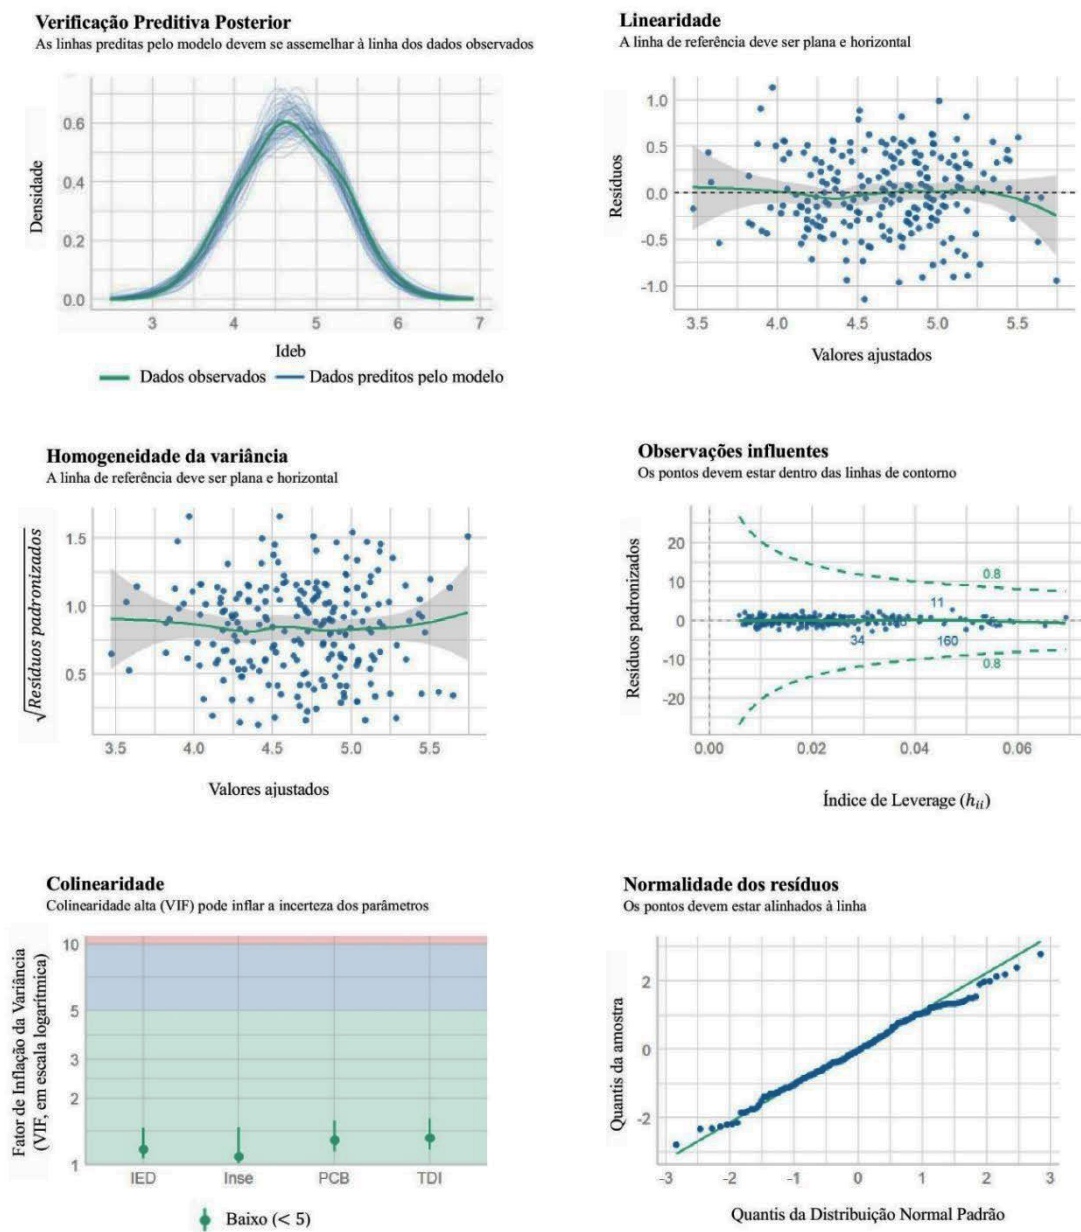 Verificação Preditiva Posterior
As linhas preditas pelo modelo devem se assemelhar à linha dos dados observados
Densidade
0.6
0.4
0.2
0.0
3 4 5 6 7
Ideb
Dados observados Dados preditos pelo modelo
Linearidade
A linha de referência deve ser plana e horizontal
Resíduos
1.0
0.5
0.0
-0.5
-1.0
3.5 4.0 4.5 5.0 5.5
Valores ajustados
Homogeneidade da variância
A linha de referência deve ser plana e horizontal
√Resíduos padronizados
1.5
1.0
0.5
3.5 4.0 4.5 5.0 5.5
Valores ajustados
Observações influentes
Os pontos devem estar dentro das linhas de contorno
Resíduos padronizados
20
10
0
-10
-20
0.8
11
34 160
0.8
0.00 0.02 0.04 0.06
Índice de Leverage (hᵢᵢ)
Colinearidade
Colinearidade alta (VIF) pode inflar a incerteza dos parâmetros
Fator de Inflação da Variância
(VIF, em escala logarítmica)
10
5
3
2
1
IED Inse PCB TDI
Baixo (< 5)
Normalidade dos resíduos
Os pontos devem estar alinhados à linha
Quantis da amostra
2
0
-2
-3 -2 -1 0 1 2 3
Quantis da Distribuição Normal Padrão